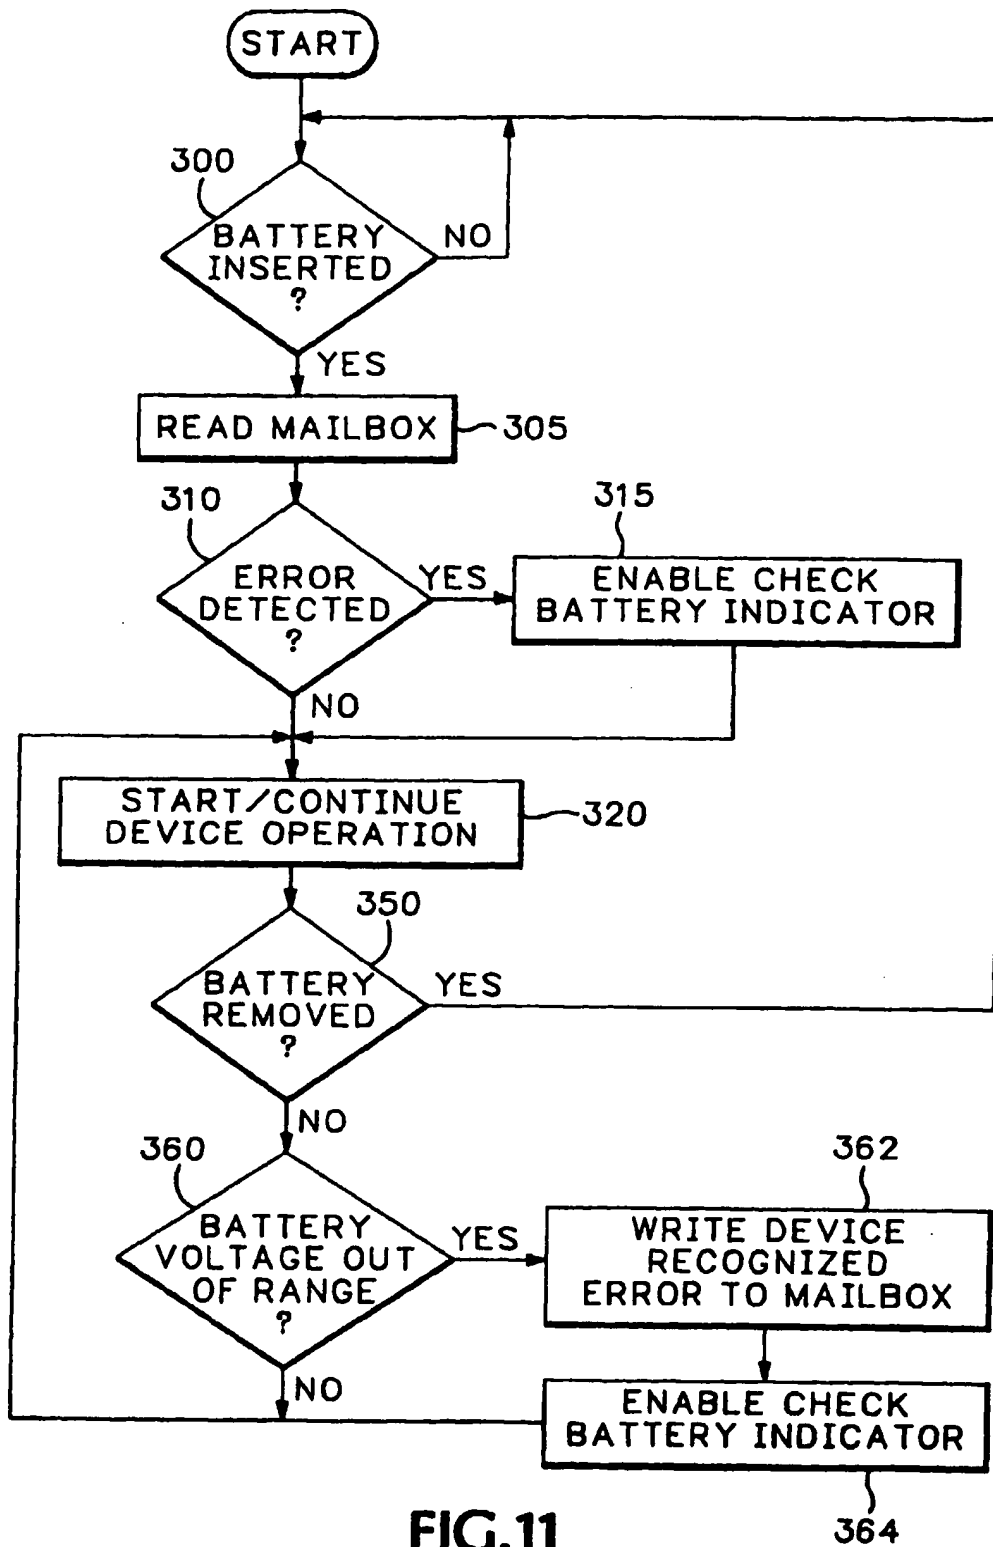 START
300
BATTERY
INSERTED
?
NO
YES
READ MAILBOX
305
310
ERROR
DETECTED
?
YES
315
ENABLE CHECK
BATTERY INDICATOR
NO
START/CONTINUE
DEVICE OPERATION
320
350
BATTERY
REMOVED
?
YES
NO
360
BATTERY
VOLTAGE OUT
OF RANGE
?
YES
362
WRITE DEVICE
RECOGNIZED
ERROR TO MAILBOX
NO
ENABLE CHECK
BATTERY INDICATOR
364
FIG.11